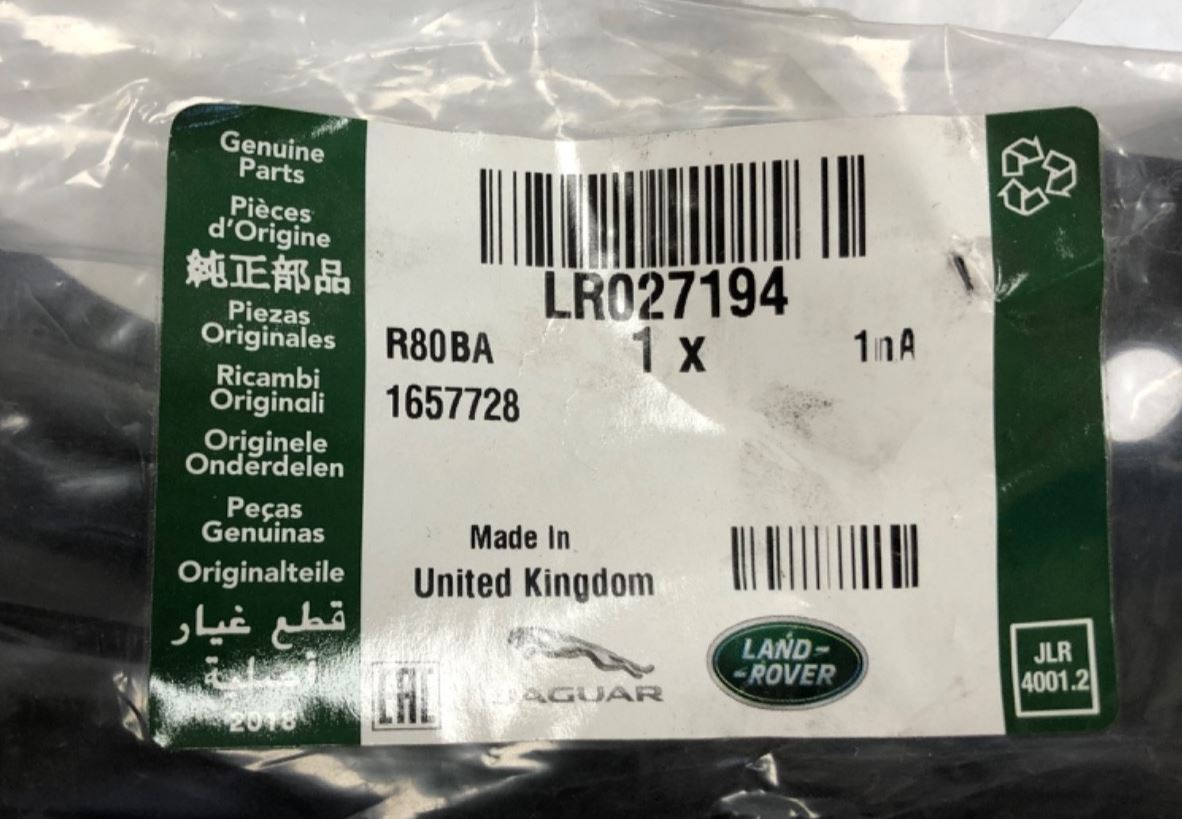 Genuine
Parts
Pièces
d'Origine
純正部品
Piezas
Originales
Ricambi
Originali
Originele
Onderdelen
Peças
Genuinas
Originalteile
قطع غيار
أصلية
2018
LR027194
R80BA
1 x
1657728
Made In
United Kingdom
EAC
JAGUAR
LAND-
-ROVER
JLR
4001.2